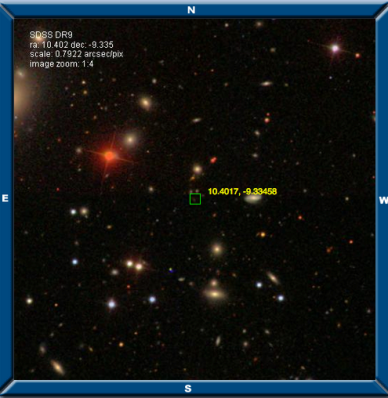 N
SDSS DR9
ra: 10.402 dec: -9.335
scale: 0.7922 arcsec/pix
image zoom: 1:4
10.4017, -9.33458
E
W
S